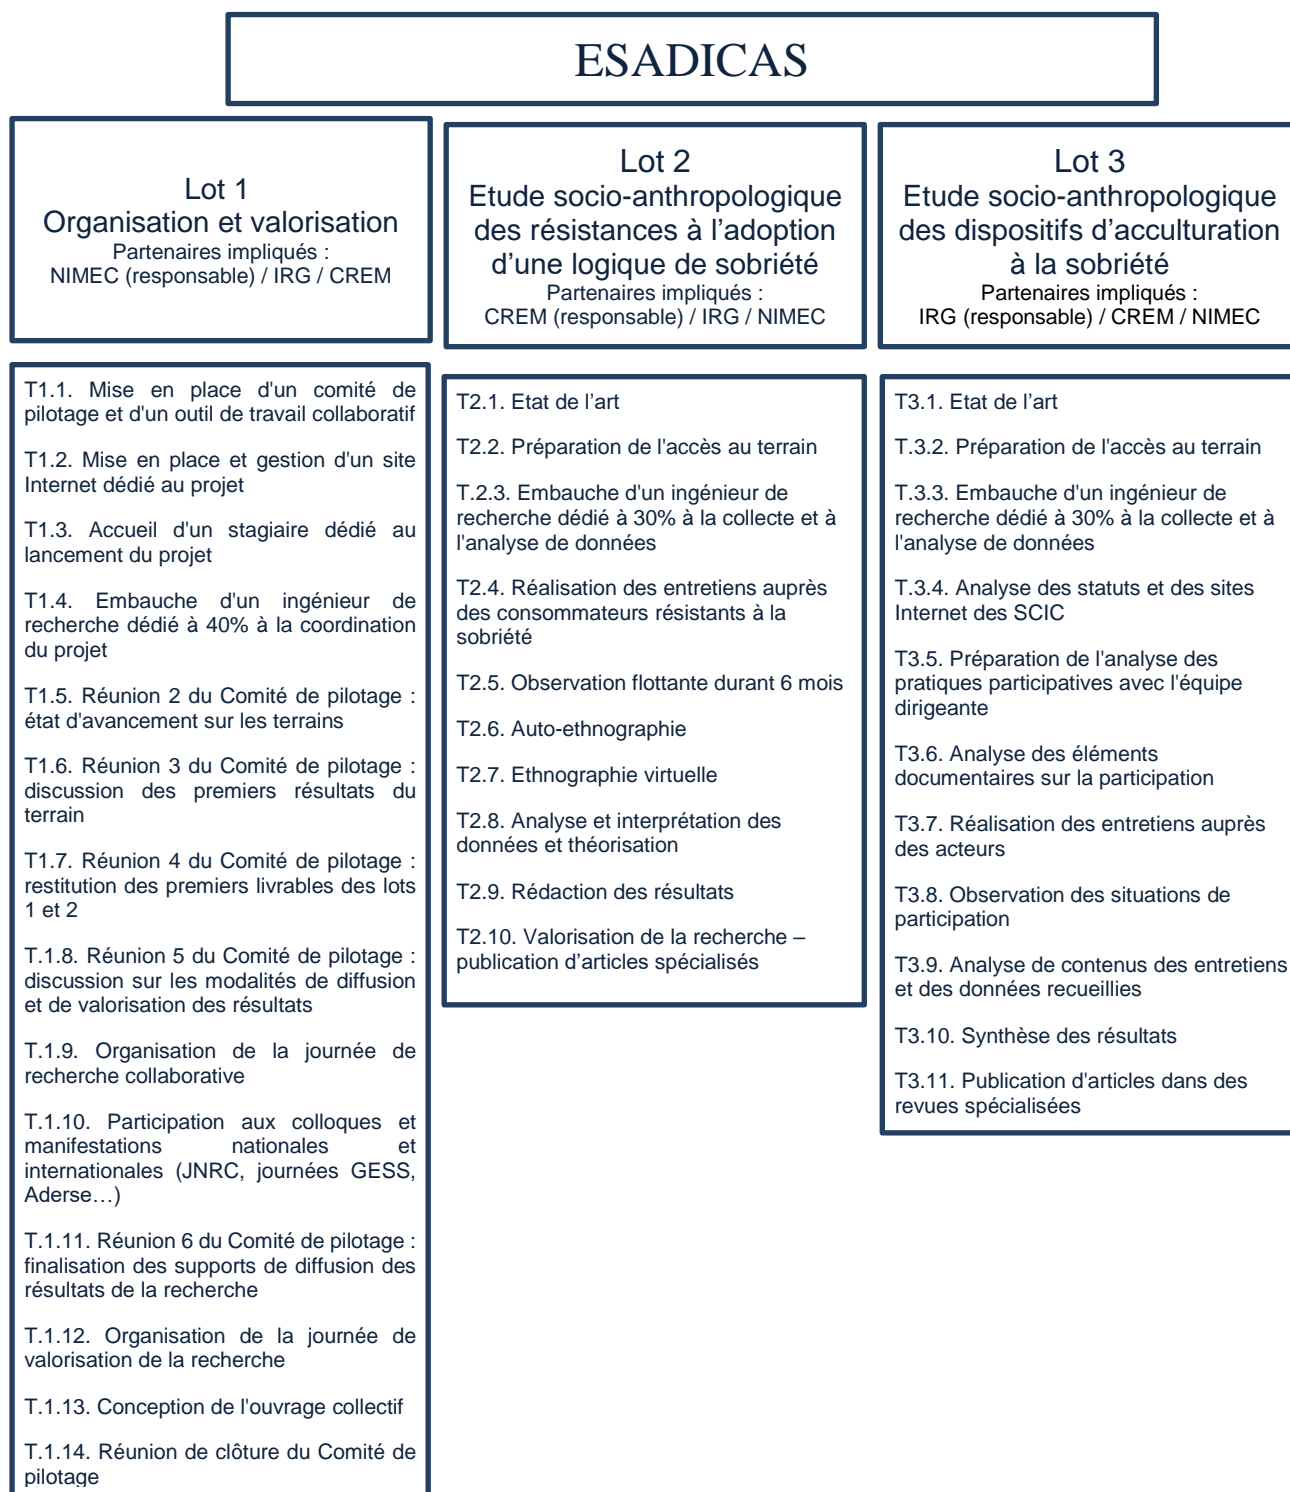 ESADICAS
Lot 1
Organisation et valorisation
Partenaires impliqués :
NIMEC (responsable) / IRG / CREM
Lot 2
Etude socio-anthropologique
des résistances à l’adoption
d’une logique de sobriété
Partenaires impliqués :
CREM (responsable) / IRG / NIMEC
Lot 3
Etude socio-anthropologique
des dispositifs d’acculturation
à la sobriété
Partenaires impliqués :
IRG (responsable) / CREM / NIMEC
T1.1. Mise en place d'un comité de
pilotage et d'un outil de travail collaboratif
T1.2. Mise en place et gestion d'un site
Internet dédié au projet
T1.3. Accueil d'un stagiaire dédié au
lancement du projet
T1.4. Embauche d'un ingénieur de
recherche dédié à 40% à la coordination
du projet
T1.5. Réunion 2 du Comité de pilotage :
état d'avancement sur les terrains
T1.6. Réunion 3 du Comité de pilotage :
discussion des premiers résultats du
terrain
T1.7. Réunion 4 du Comité de pilotage :
restitution des premiers livrables des lots
1 et 2
T.1.8. Réunion 5 du Comité de pilotage :
discussion sur les modalités de diffusion
et de valorisation des résultats
T.1.9. Organisation de la journée de
recherche collaborative
T.1.10. Participation aux colloques et
manifestations nationales et
internationales (JNRC, journées GESS,
Aderse…)
T.1.11. Réunion 6 du Comité de pilotage :
finalisation des supports de diffusion des
résultats de la recherche
T.1.12. Organisation de la journée de
valorisation de la recherche
T.1.13. Conception de l'ouvrage collectif
T.1.14. Réunion de clôture du Comité de
pilotage
T2.1. Etat de l’art
T2.2. Préparation de l'accès au terrain
T.2.3. Embauche d'un ingénieur de
recherche dédié à 30% à la collecte et à
l'analyse de données
T2.4. Réalisation des entretiens auprès
des consommateurs résistants à la
sobriété
T2.5. Observation flottante durant 6 mois
T2.6. Auto-ethnographie
T2.7. Ethnographie virtuelle
T2.8. Analyse et interprétation des
données et théorisation
T2.9. Rédaction des résultats
T2.10. Valorisation de la recherche –
publication d’articles spécialisés
T3.1. Etat de l’art
T.3.2. Préparation de l'accès au terrain
T.3.3. Embauche d'un ingénieur de
recherche dédié à 30% à la collecte et à
l'analyse de données
T.3.4. Analyse des statuts et des sites
Internet des SCIC
T3.5. Préparation de l'analyse des
pratiques participatives avec l'équipe
dirigeante
T3.6. Analyse des éléments
documentaires sur la participation
T3.7. Réalisation des entretiens auprès
des acteurs
T3.8. Observation des situations de
participation
T3.9. Analyse de contenus des entretiens
et des données recueillies
T3.10. Synthèse des résultats
T3.11. Publication d'articles dans des
revues spécialisées